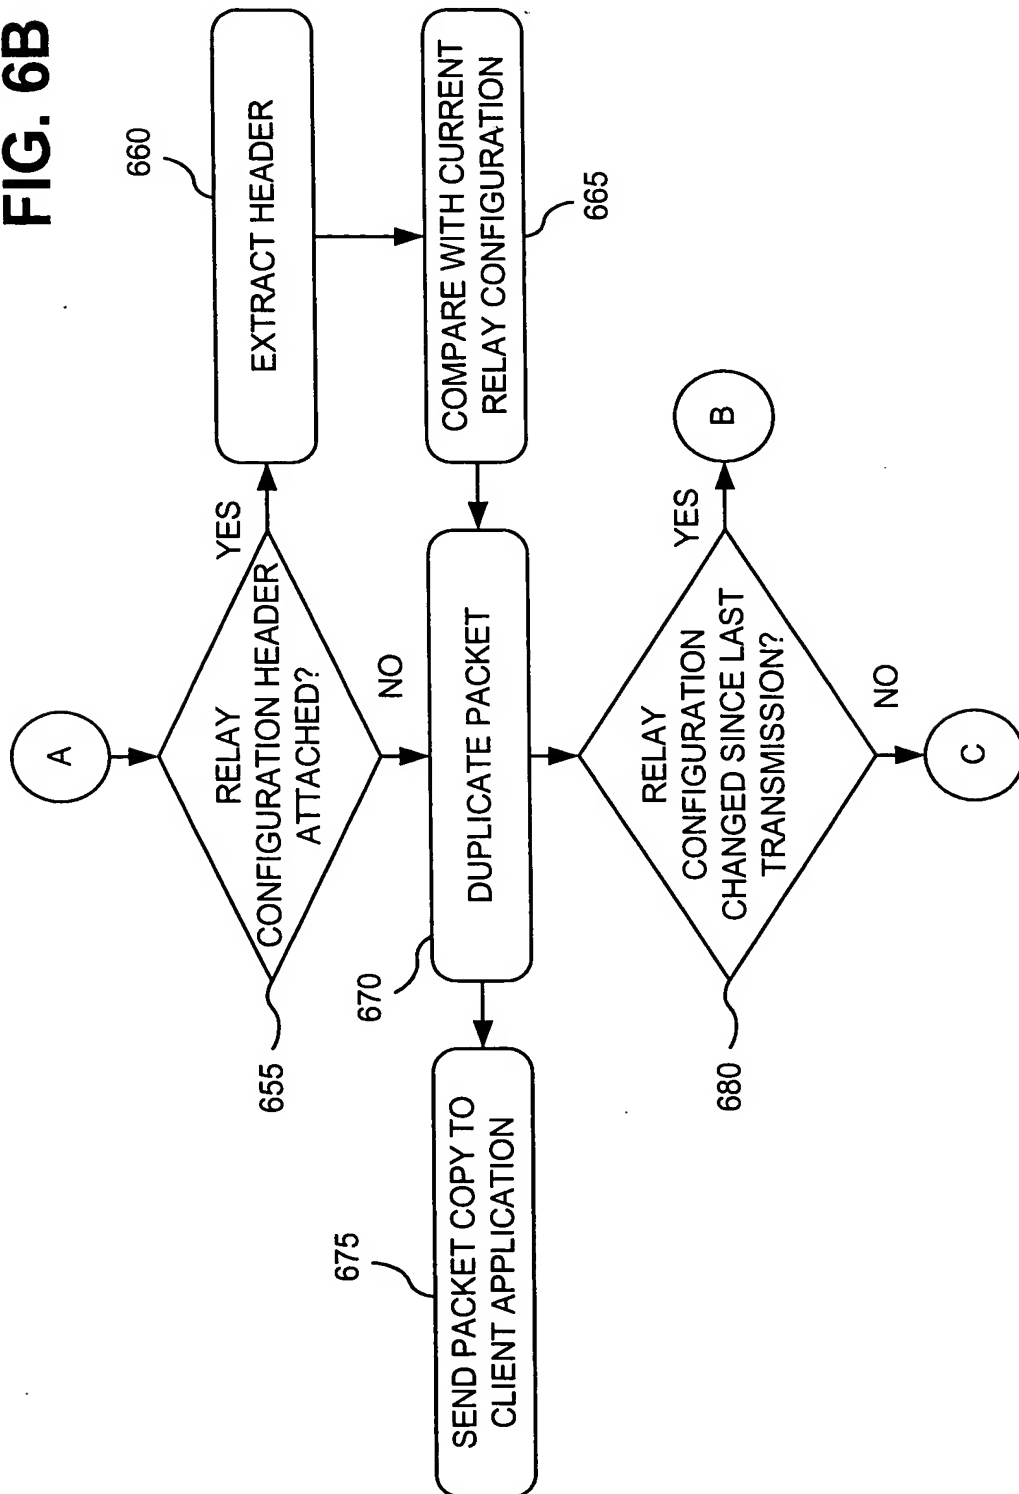 FIG. 6B
A
RELAY
CONFIGURATION HEADER
ATTACHED?
655
YES
NO
EXTRACT HEADER
660
COMPARE WITH CURRENT
RELAY CONFIGURATION
665
DUPLICATE PACKET
670
SEND PACKET COPY TO
CLIENT APPLICATION
675
RELAY
CONFIGURATION
CHANGED SINCE LAST
TRANSMISSION?
680
YES
B
NO
C